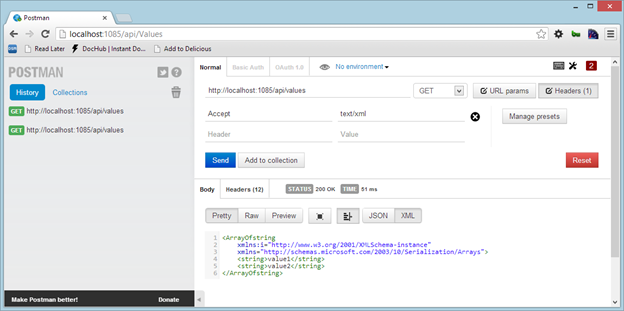 Postman
localhost:1085/api/Values
Read Later
DocHub | Instant Do...
Add to Delicious
POSTMAN
History Collections
GET http://localhost:1085/api/values
GET http://localhost:1085/api/values
Make Postman better! Donate
Normal Basic Auth OAuth 1.0 No environment 2
http://localhost:1085/api/values GET URL params Headers (1)
Accept text/xml Manage presets
Header Value
Send Add to collection Reset
Body Headers (12) STATUS 200 OK TIME 51 ms
Pretty Raw Preview JSON XML
1 <ArrayOfstring
2 xmlns:i="http://www.w3.org/2001/XMLSchema-instance"
3 xmlns="http://schemas.microsoft.com/2003/10/Serialization/Arrays">
4 <string>value1</string>
5 <string>value2</string>
6 </ArrayOfstring>